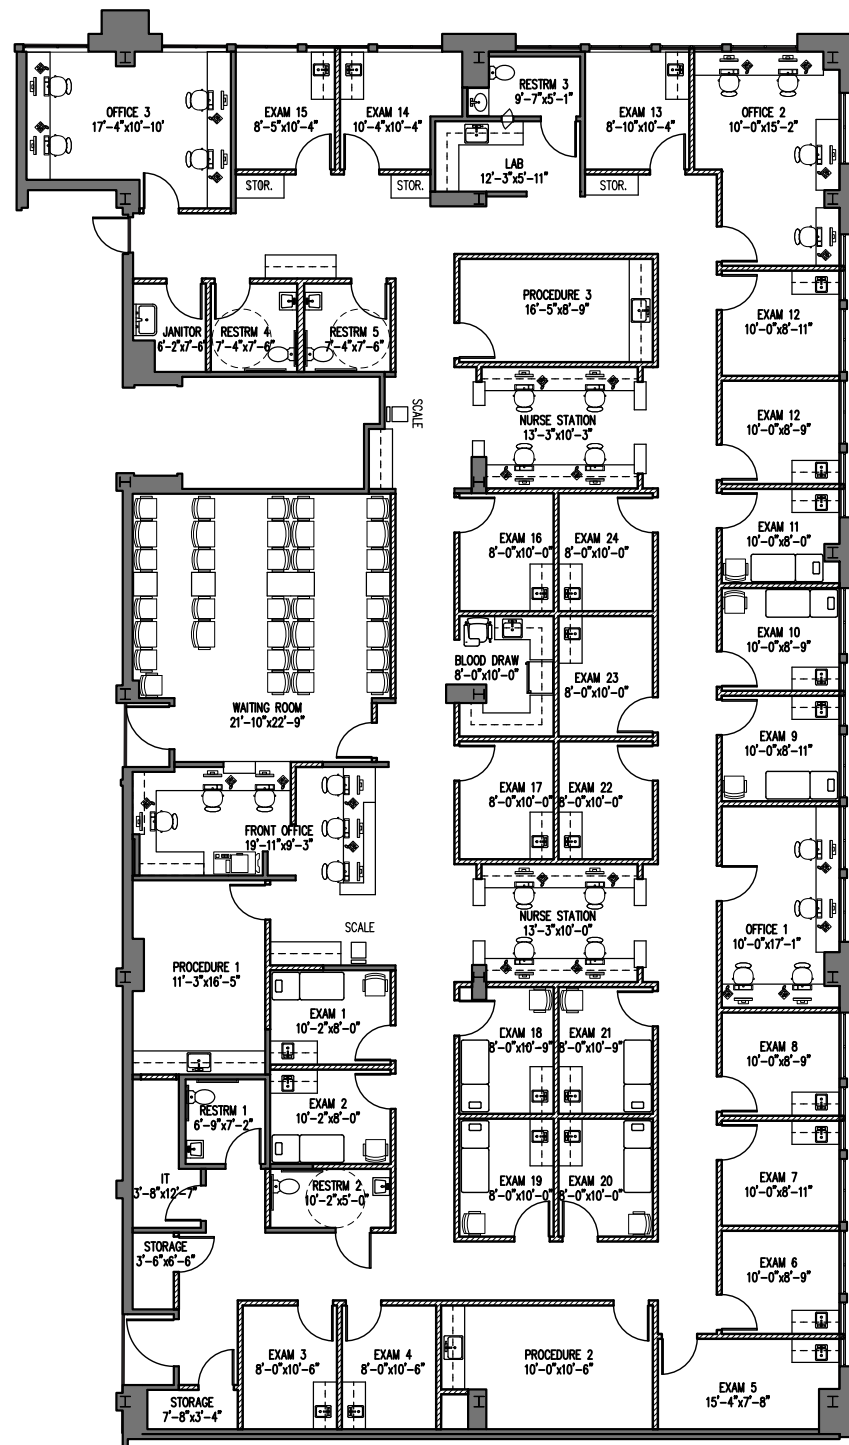 OFFICE 3
17'-4"x10'-10'
EXAM 15
8'-5"x10'-4"
EXAM 14
10'-4"x10'-4"
RESTRM 3
9'-7"x5'-1"
EXAM 13
8'-10"x10'-4"
OFFICE 2
10'-0"x15'-2"
LAB
12'-3"x5'-11"
STOR.
STOR.
STOR.
PROCEDURE 3
16'-5"x8'-9"
EXAM 12
10'-0"x8'-11"
JANITOR
6'-2"x7'-6"
RESTRM 4
7'-4"x7'-6"
RESTRM 5
7'-4"x7'-6"
SCALE
NURSE STATION
13'-3"x10'-3"
EXAM 12
10'-0"x8'-9"
EXAM 16
8'-0"x10'-0"
EXAM 24
8'-0"x10'-0"
EXAM 11
10'-0"x8'-0"
EXAM 10
10'-0"x8'-9"
BLOOD DRAW
8'-0"x10'-0"
EXAM 23
8'-0"x10'-0"
WAITING ROOM
21'-10"x22'-9"
EXAM 9
10'-0"x8'-11"
EXAM 17
8'-0"x10'-0"
EXAM 22
8'-0"x10'-0"
FRONT OFFICE
19'-11"x9'-3"
NURSE STATION
13'-3"x10'-0"
SCALE
OFFICE 1
10'-0"x17'-1"
PROCEDURE 1
11'-3"x16'-5"
EXAM 1
10'-2"x8'-0"
EXAM 18
8'-0"x10'-9"
EXAM 21
8'-0"x10'-9"
EXAM 8
10'-0"x8'-9"
RESTRM 1
6'-9"x7'-2"
EXAM 2
10'-2"x8'-0"
IT
3'-8"x12'-7"
RESTRM 2
10'-2"x5'-0"
EXAM 19
8'-0"x10'-0"
EXAM 20
8'-0"x10'-0"
EXAM 7
10'-0"x8'-11"
STORAGE
3'-6"x6'-6"
EXAM 6
10'-0"x8'-9"
EXAM 3
8'-0"x10'-6"
EXAM 4
8'-0"x10'-6"
PROCEDURE 2
10'-0"x10'-6"
EXAM 5
15'-4"x7'-8"
STORAGE
7'-8"x3'-4"